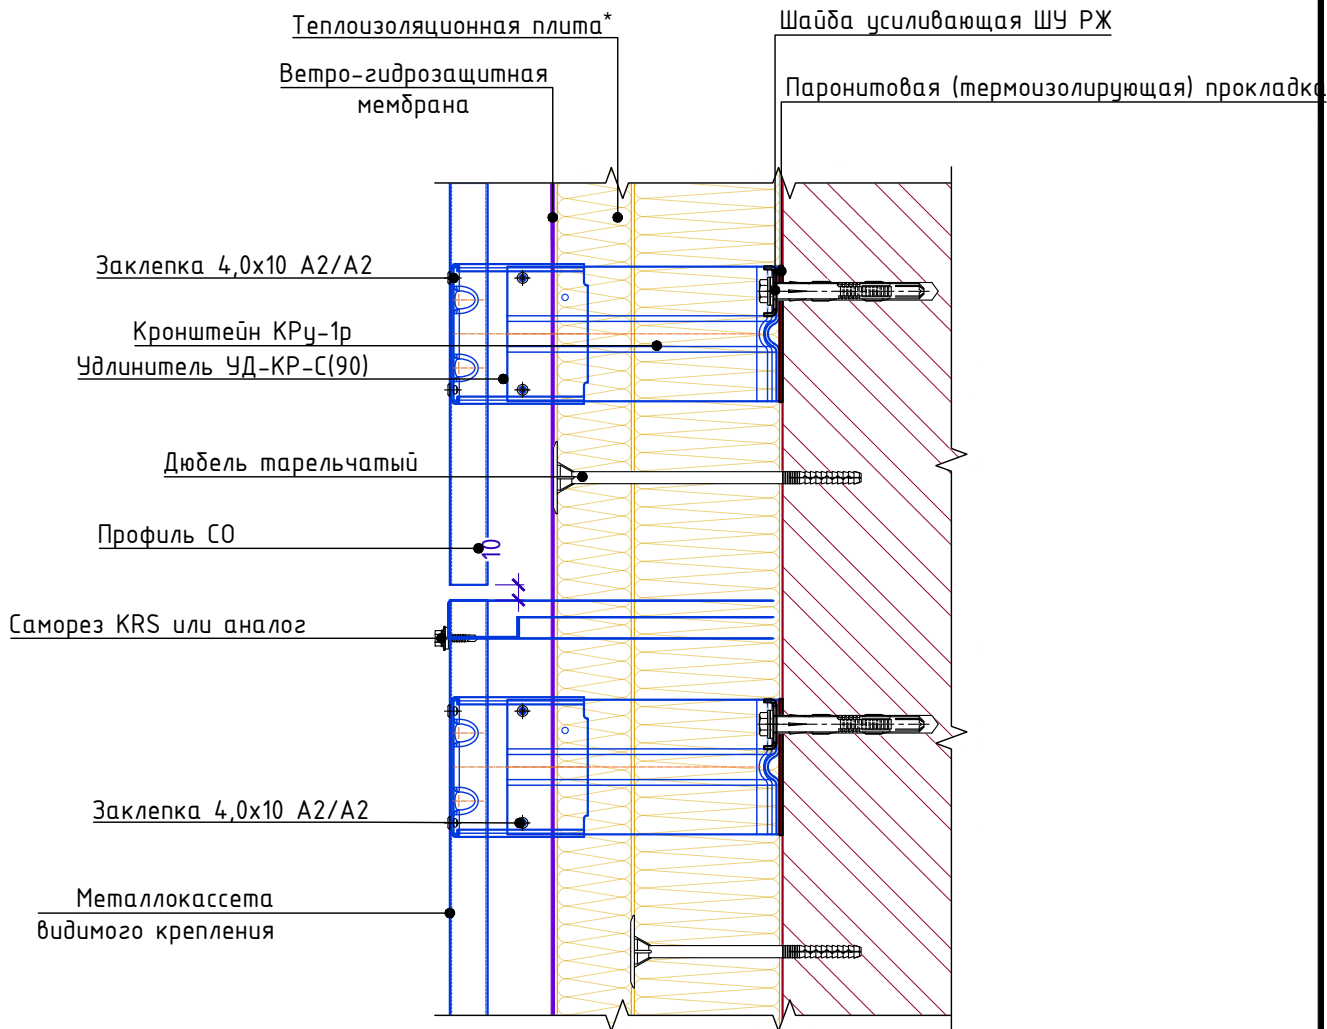 Теплоизоляционная плита*
Шайба усиливающая ШУ РЖ
Ветро-гидрозащитная
мембрана
Паронитовая (термоизолирующая) прокладка
Заклепка 4,0х10 А2/А2
Кронштейн КРу-1р
Удлинитель УД-КР-С(90)
Дюбель тарельчатый
Профиль СО
10
Саморез KRS или аналог
Заклепка 4,0х10 А2/А2
Металлокассета
видимого крепления